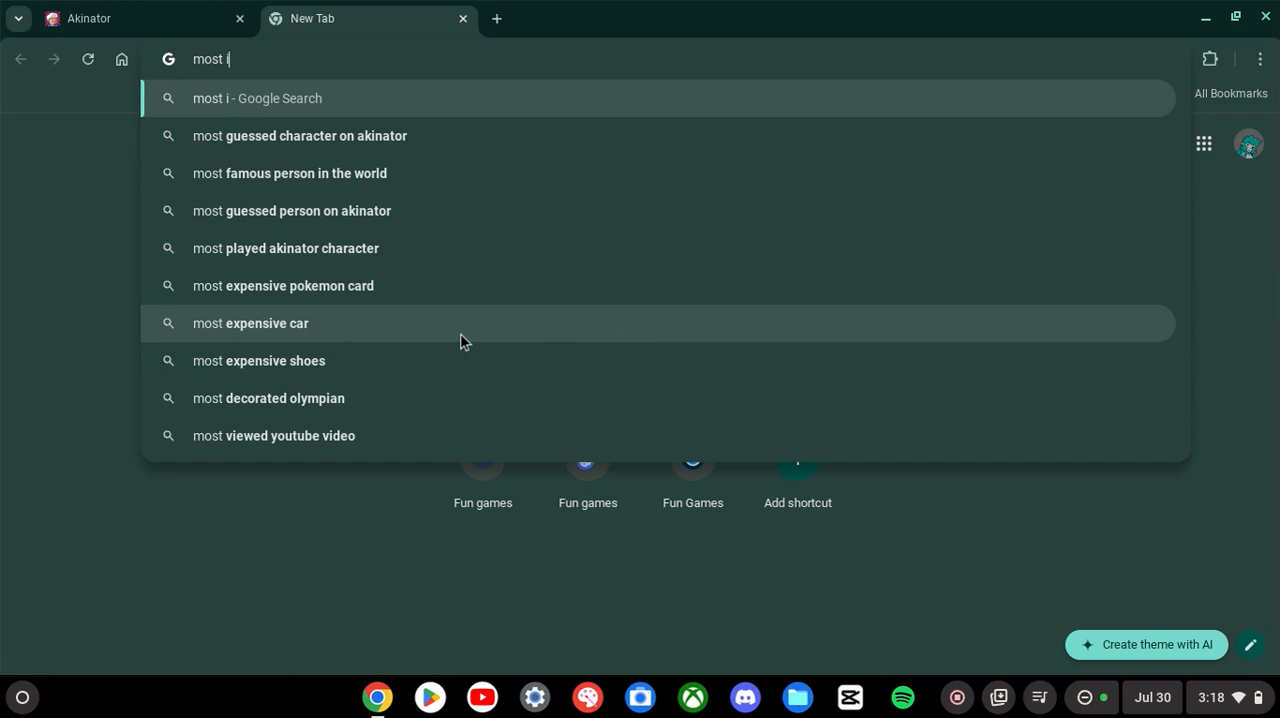 Akinator
New Tab
most i
All Bookmarks
most i - Google Search
most guessed character on akinator
most famous person in the world
most guessed person on akinator
most played akinator character
most expensive pokemon card
most expensive car
most expensive shoes
most decorated olympian
most viewed youtube video
Fun games
Fun games
Fun Games
Add shortcut
Create theme with AI
Jul 30
3:18